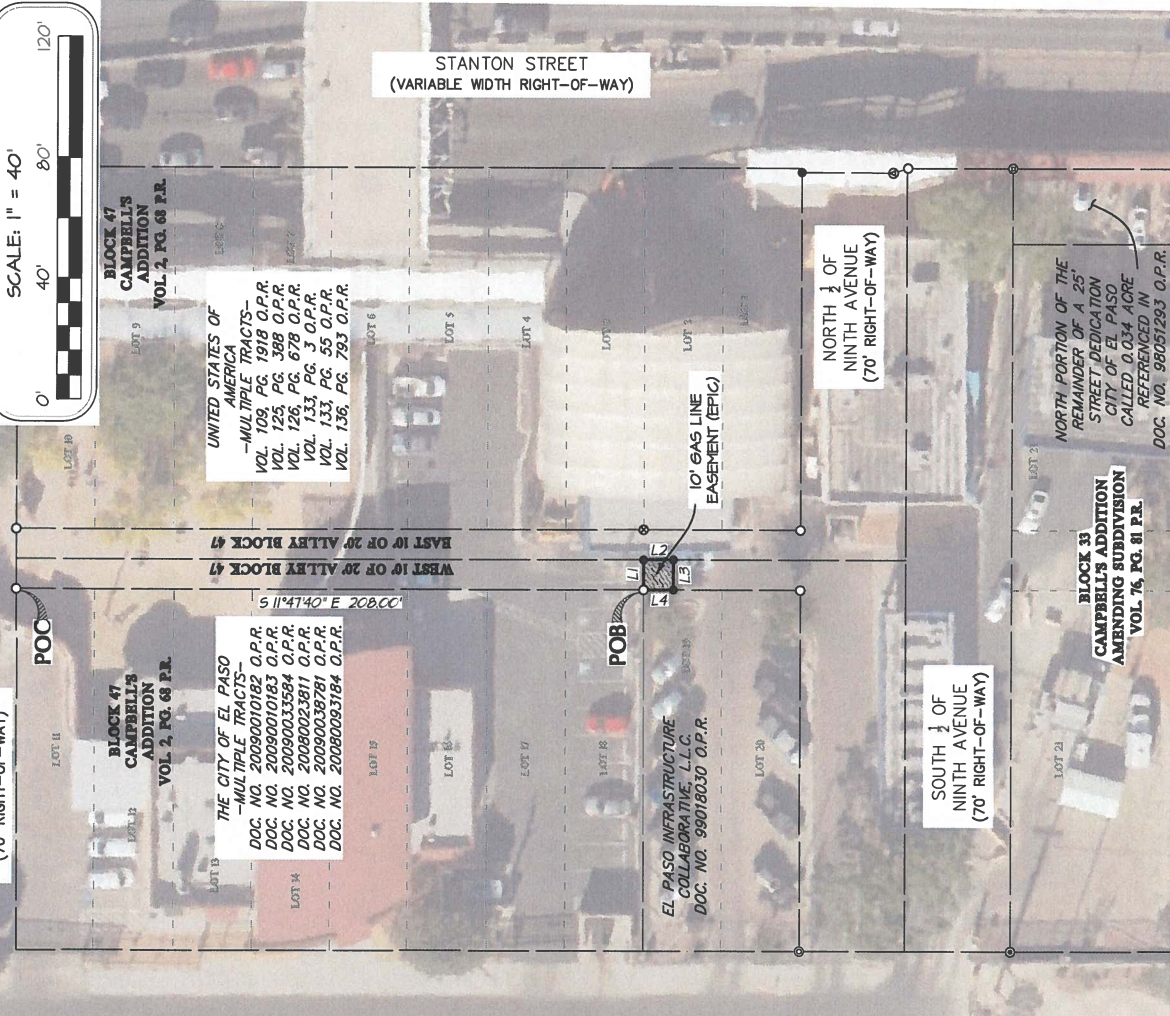 SCALE: 1" = 40'
0' 40' 80' 120'
STANTON STREET
(VARIABLE WIDTH RIGHT-OF-WAY)
BLOCK 47
CAMPBELL'S
ADDITION
VOL. 2, PG. 68 P.R.
LOT 9
LOT 10
UNITED STATES OF
AMERICA
-MULTIPLE TRACTS-
VOL. 109, PG. 1918 O.P.R.
VOL. 125, PG. 388 O.P.R.
VOL. 126, PG. 678 O.P.R.
VOL. 133, PG. 3 O.P.R.
VOL. 133, PG. 55 O.P.R.
VOL. 136, PG. 793 O.P.R.
LOT 6
LOT 5
LOT 4
LOT 2
NORTH 1/2 OF
NINTH AVENUE
(70' RIGHT-OF-WAY)
10' GAS LINE
EASEMENT (EPIC)
NORTH PORTION OF THE
REMAINDER OF A 25'
STREET DEDICATION
CITY OF EL PASO
CALLED 0.034 ACRE
REFERENCED IN
DOC. NO. 98051293 O.P.R.
EAST 10' OF 20' ALLEY BLOCK 47
WEST 10' OF 20' ALLEY BLOCK 47
S 11°47'40" E 208.00'
POC
POB
L1
L2
L3
L4
LOT 11
BLOCK 47
CAMPBELL'S
ADDITION
VOL. 2, PG. 68 P.R.
LOT 12
LOT 13
LOT 14
THE CITY OF EL PASO
-MULTIPLE TRACTS-
DOC. NO. 20090010182 O.P.R.
DOC. NO. 20090010183 O.P.R.
DOC. NO. 20090033584 O.P.R.
DOC. NO. 20080023811 O.P.R.
DOC. NO. 20090038781 O.P.R.
DOC. NO. 20080093184 O.P.R.
LOT 15
LOT 16
LOT 17
LOT 18
LOT 19
LOT 20
EL PASO INFRASTRUCTURE
COLLABORATIVE, L.L.C.
DOC. NO. 99018030 O.P.R.
SOUTH 1/2 OF
NINTH AVENUE
(70' RIGHT-OF-WAY)
BLOCK 33
CAMPBELL'S ADDITION
AMENDING SUBDIVISION
VOL. 76, PG. 81 P.R.
LOT 21
(70' RIGHT-OF-WAY)